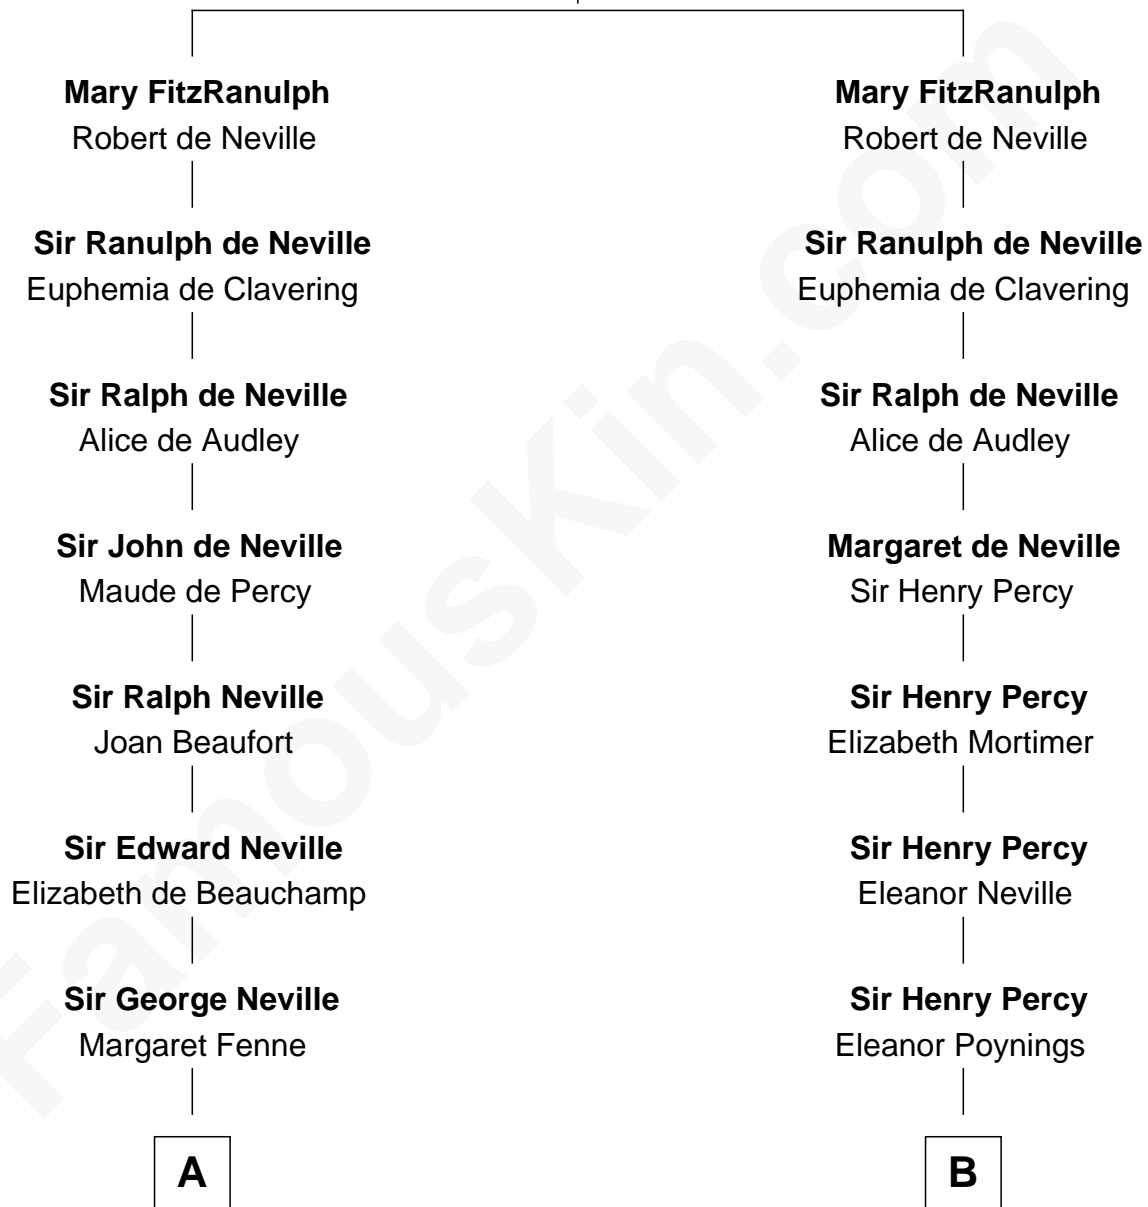 Mary FitzRanulph
Robert de Neville
Sir Ranulph de Neville
Euphemia de Clavering
Sir Ralph de Neville
Alice de Audley
Sir John de Neville
Maude de Percy
Sir Ralph Neville
Joan Beaufort
Sir Edward Neville
Elizabeth de Beauchamp
Sir George Neville
Margaret Fenne
A
Mary FitzRanulph
Robert de Neville
Sir Ranulph de Neville
Euphemia de Clavering
Sir Ralph de Neville
Alice de Audley
Margaret de Neville
Sir Henry Percy
Sir Henry Percy
Elizabeth Mortimer
Sir Henry Percy
Eleanor Neville
Sir Henry Percy
Eleanor Poynings
B
FamousKin.com